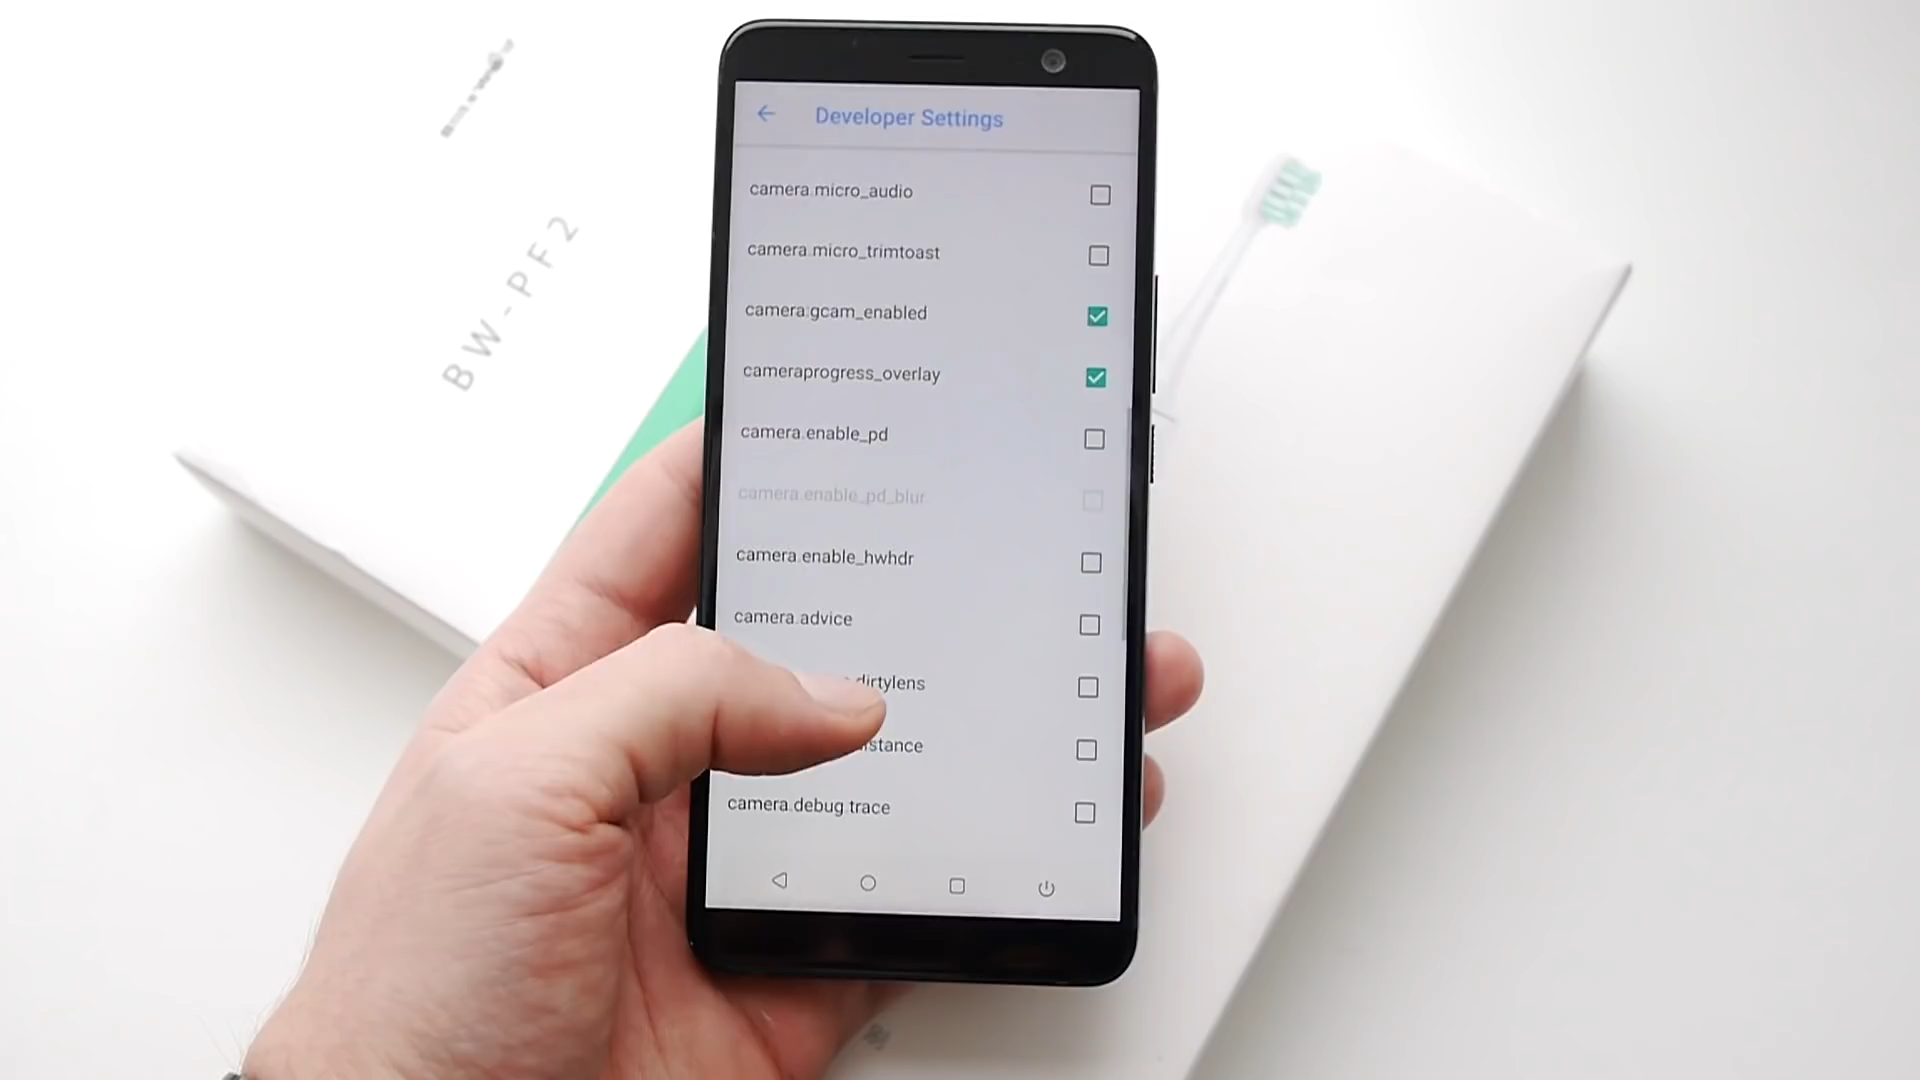 Developer Settings
camera.micro_audio
camera.micro_trimtoast
camera.gcam_enabled
cameraprogress_overlay
camera.enable_pd
camera.enable_pd_blur
camera.enable_hwhdr
camera.advice
dirtylens
camera.debug.trace
BW-PF2